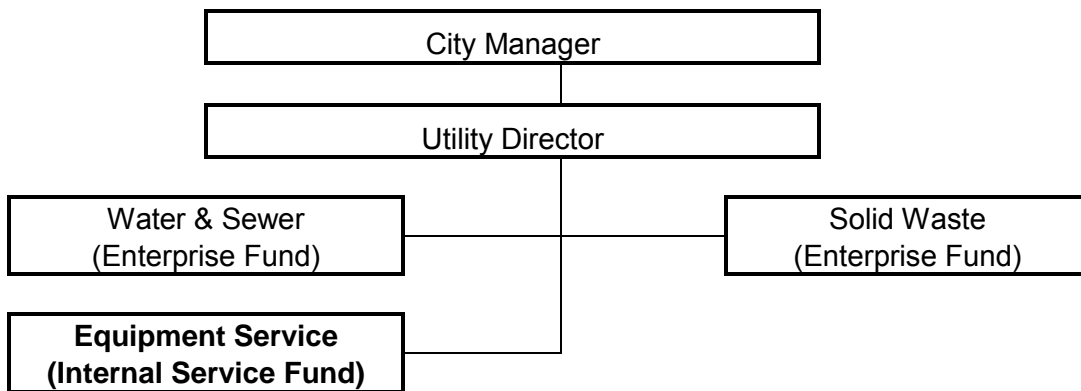 City Manager
Utility Director
Water & Sewer
(Enterprise Fund)
Solid Waste
(Enterprise Fund)
Equipment Service
(Internal Service Fund)